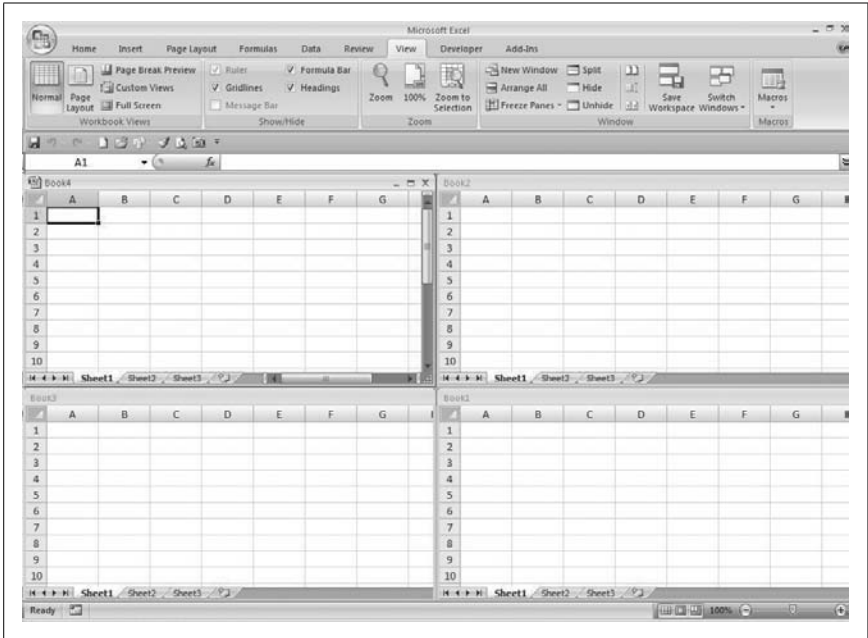 Microsoft Excel
Home Insert Page Layout Formulas Data Review View Developer Add-Ins
Normal
Page Layout
Page Break Preview
Custom Views
Full Screen
Workbook Views
Ruler
Gridlines
Message Bar
Formula Bar
Headings
Show/Hide
Zoom
100%
Zoom to Selection
Zoom
New Window
Arrange All
Freeze Panes
Split
Hide
Unhide
Save Workspace
Switch Windows
Window
Macros
Macros
A1 fx
Book4
A B C D E F G
1
2
3
4
5
6
7
8
9
10
Sheet1 Sheet2 Sheet3
Book2
A B C D E F G
1
2
3
4
5
6
7
8
9
10
Sheet1 Sheet2 Sheet3
Book3
A B C D E F G
1
2
3
4
5
6
7
8
9
10
Sheet1 Sheet2 Sheet3
Book1
A B C D E F G
1
2
3
4
5
6
7
8
9
10
Sheet1 Sheet2 Sheet3
Ready 100%